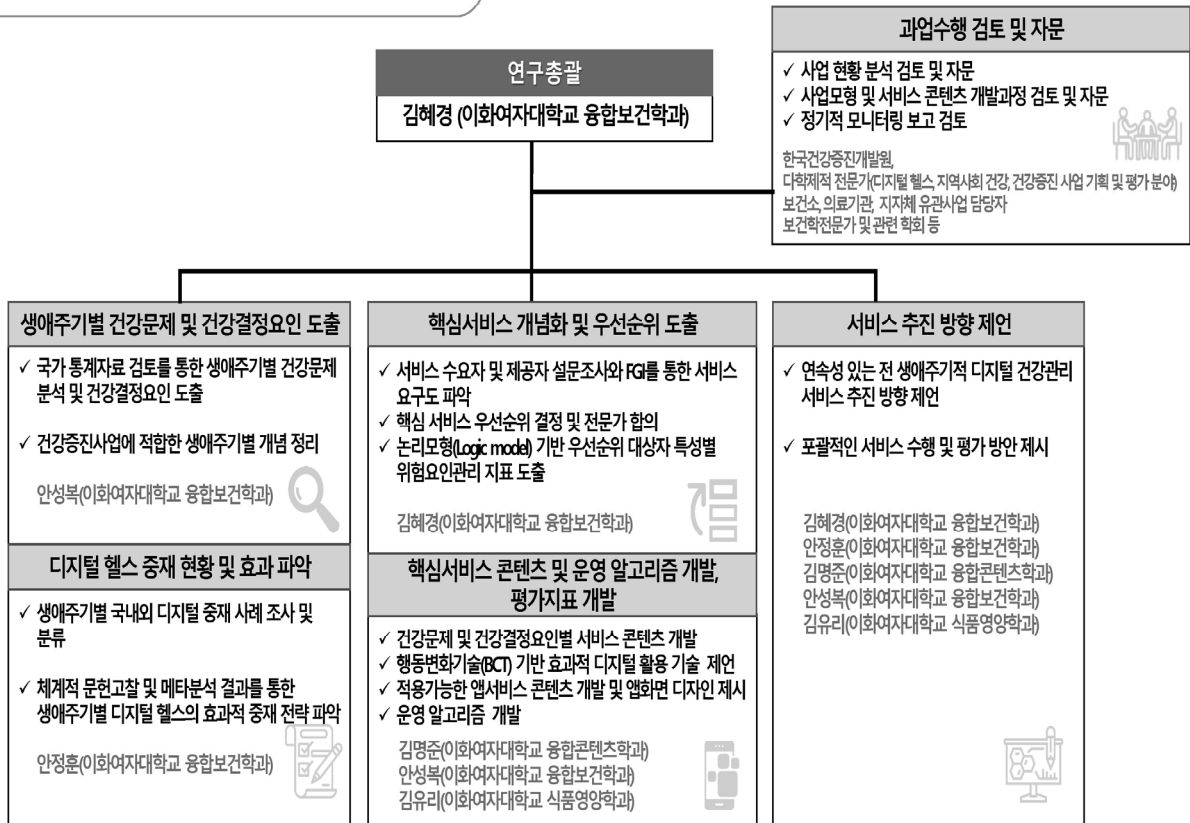 연구총괄
김혜경 (이화여자대학교 융합보건학과)
과업수행 검토 및 자문
✓ 사업 현황 분석 검토 및 자문
✓ 사업모형 및 서비스 콘텐츠 개발과정 검토 및 자문
✓ 정기적 모니터링 보고 검토
한국건강증진개발원,
다학제적 전문가(디지털 헬스, 지역사회 건강, 건강증진 사업 기획 및 평가 분야)
보건소, 의료기관, 지자체 유관사업 담당자
보건학전문가 및 관련 학회 등
생애주기별 건강문제 및 건강결정요인 도출
✓ 국가 통계자료 검토를 통한 생애주기별 건강문제
분석 및 건강결정요인 도출
✓ 건강증진사업에 적합한 생애주기별 개념 정리
안성복(이화여자대학교 융합보건학과)
디지털 헬스 중재 현황 및 효과 파악
✓ 생애주기별 국내외 디지털 중재 사례 조사 및
분류
✓ 체계적 문헌고찰 및 메타분석 결과를 통한
생애주기별 디지털 헬스의 효과적 중재 전략 파악
안정훈(이화여자대학교 융합보건학과)
핵심서비스 개념화 및 우선순위 도출
✓ 서비스 수요자 및 제공자 설문조사와 FGI를 통한 서비스
요구도 파악
✓ 핵심 서비스 우선순위 결정 및 전문가 합의
✓ 논리모형(Logic model) 기반 우선순위 대상자 특성별
위험요인관리 지표 도출
김혜경(이화여자대학교 융합보건학과)
핵심서비스 콘텐츠 및 운영 알고리즘 개발,
평가지표 개발
✓ 건강문제 및 건강결정요인별 서비스 콘텐츠 개발
✓ 행동변화기술(BCT) 기반 효과적 디지털 활용 기술 제언
✓ 적용가능한 앱서비스 콘텐츠 개발 및 앱화면 디자인 제시
✓ 운영 알고리즘 개발
김명준(이화여자대학교 융합콘텐츠학과)
안성복(이화여자대학교 융합보건학과)
김유리(이화여자대학교 식품영양학과)
서비스 추진 방향 제언
✓ 연속성 있는 전 생애주기적 디지털 건강관리
서비스 추진 방향 제언
✓ 포괄적인 서비스 수행 및 평가 방안 제시
김혜경(이화여자대학교 융합보건학과)
안정훈(이화여자대학교 융합보건학과)
김명준(이화여자대학교 융합콘텐츠학과)
안성복(이화여자대학교 융합보건학과)
김유리(이화여자대학교 식품영양학과)